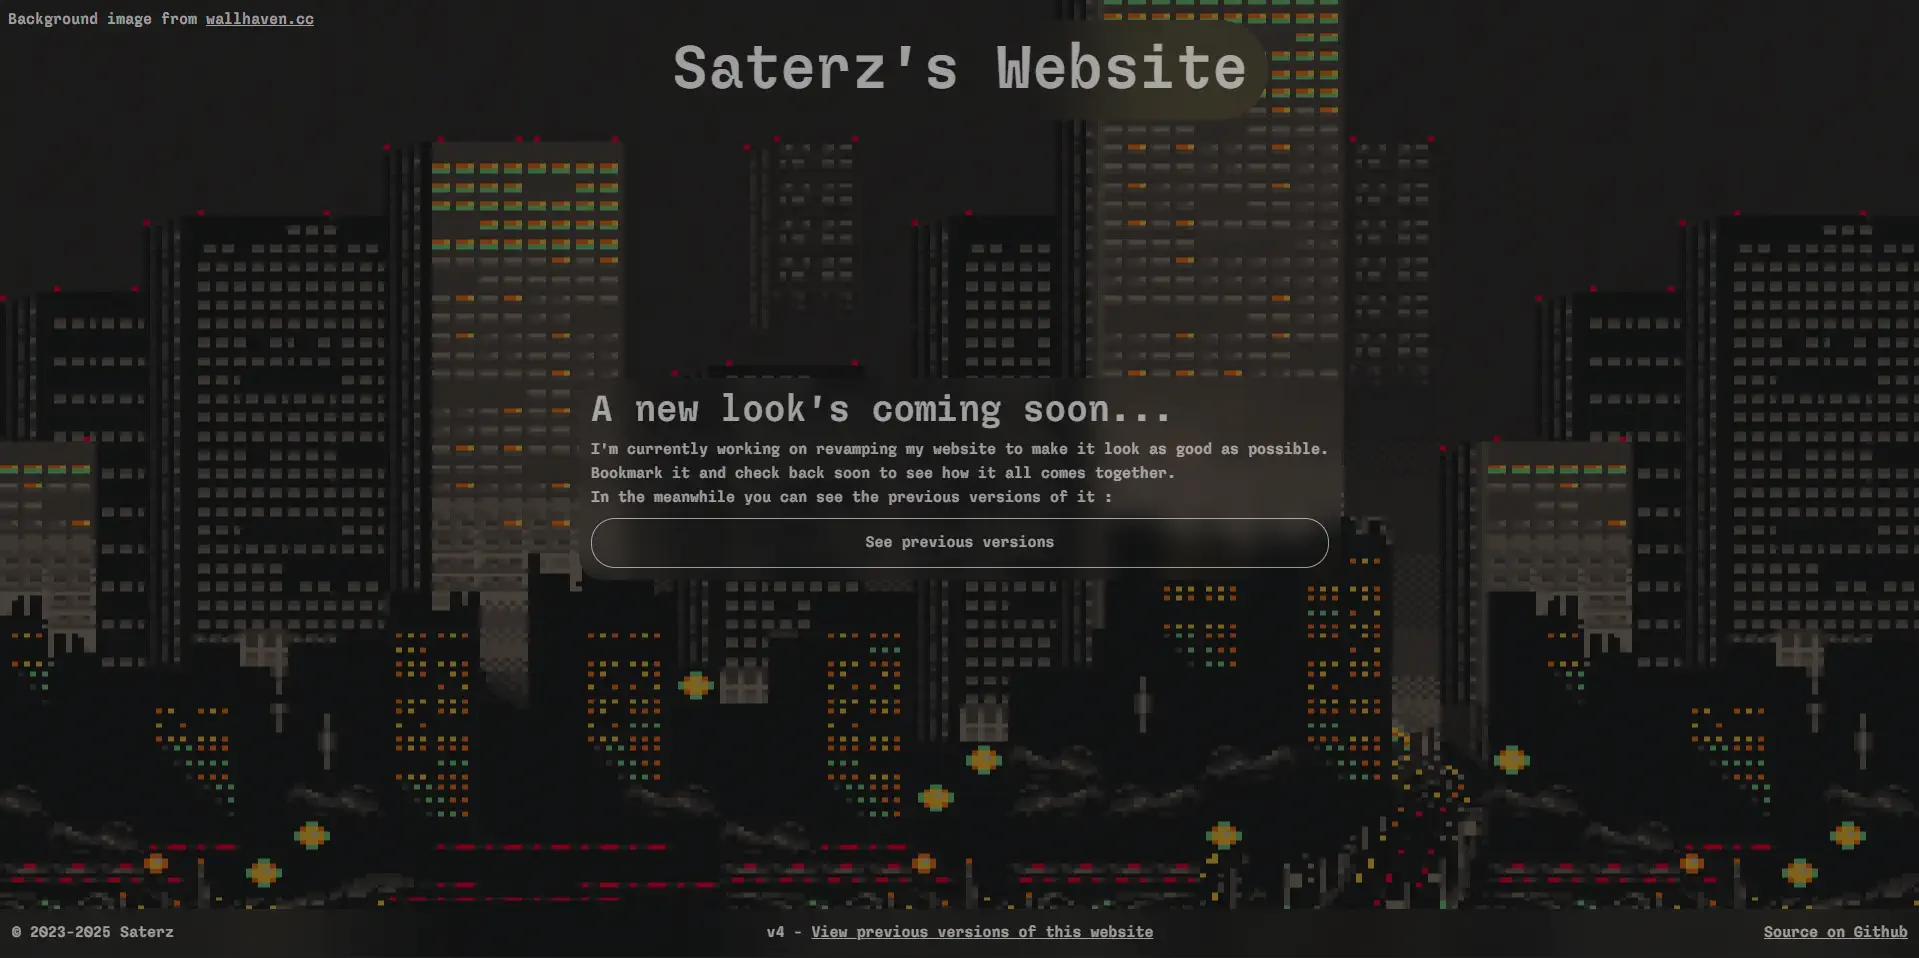 Background image from wallhaven.cc
Saterz's Website
A new look's coming soon...
I'm currently working on revamping my website to make it look as good as possible.
Bookmark it and check back soon to see how it all comes together.
In the meanwhile you can see the previous versions of it :
See previous versions
© 2023-2025 Saterz
v4 - View previous versions of this website
Source on Github